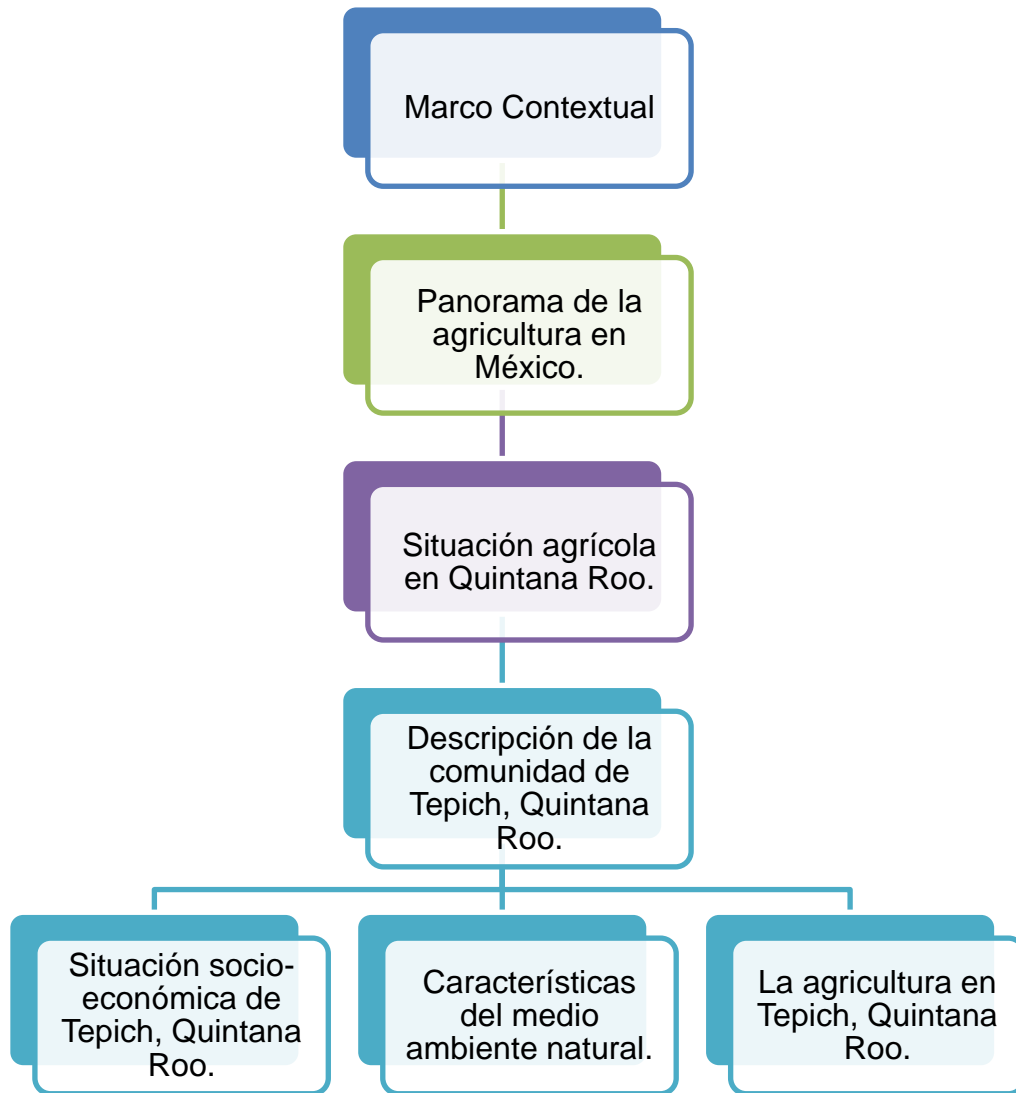 Marco Contextual
Panorama de la
agricultura en
México.
Situación agrícola
en Quintana Roo.
Descripción de la
comunidad de
Tepich, Quintana
Roo.
Situación socio-
económica de
Tepich, Quintana
Roo.
Características
del medio
ambiente natural.
La agricultura en
Tepich, Quintana
Roo.